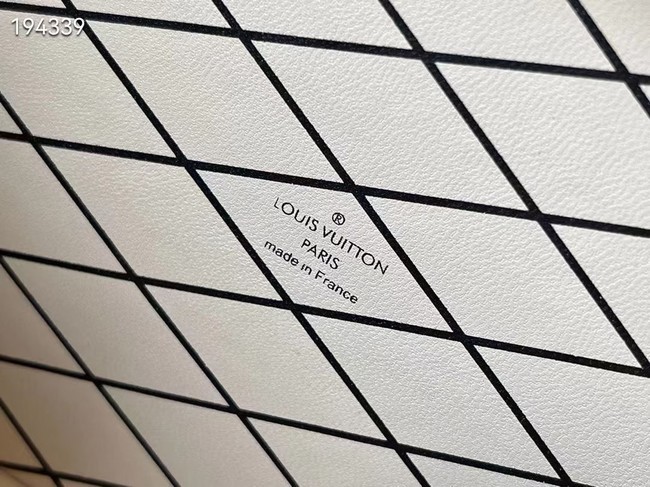 194339
®
LOUIS VUITTON
PARIS
made in France